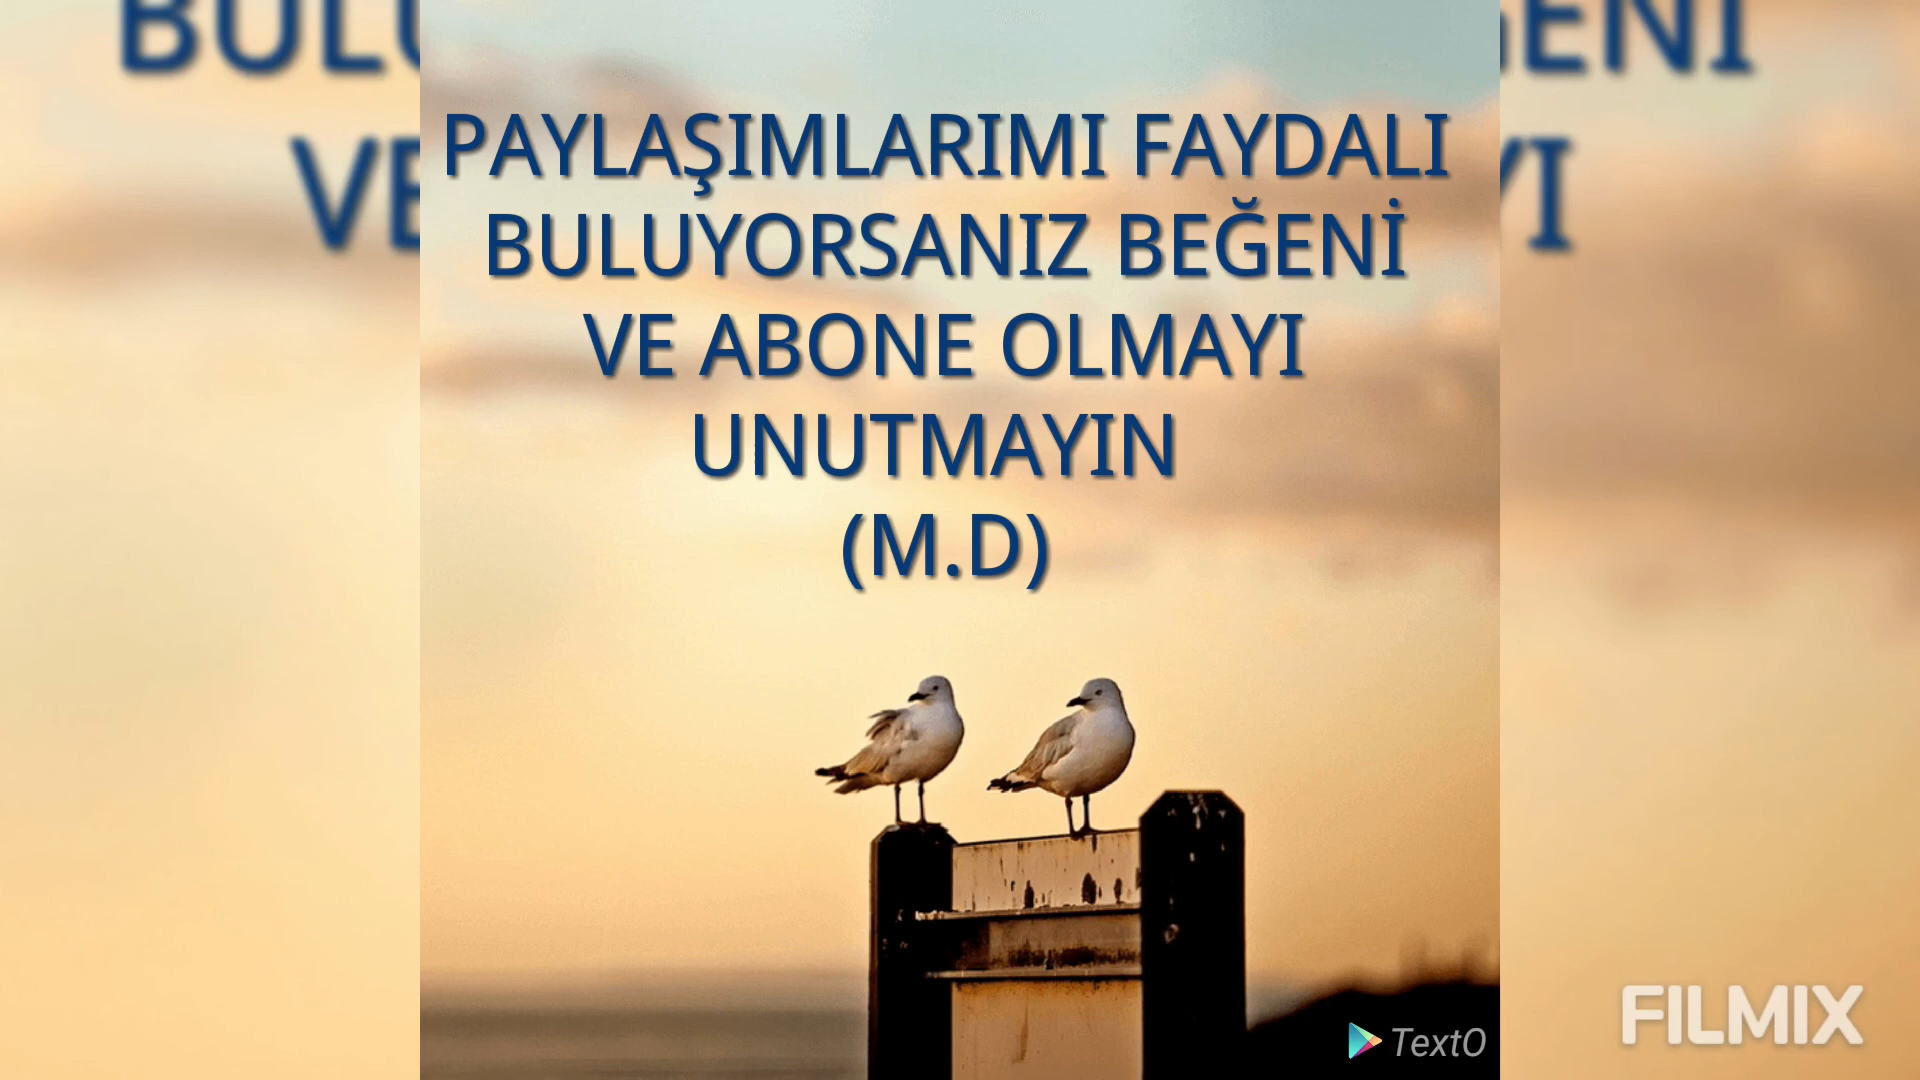 PAYLAŞIMLARIMI FAYDALI
BULUYORSANIZ BEĞENİ
VE ABONE OLMAYI
UNUTMAYIN
(M.D)
TextO
FILMIX